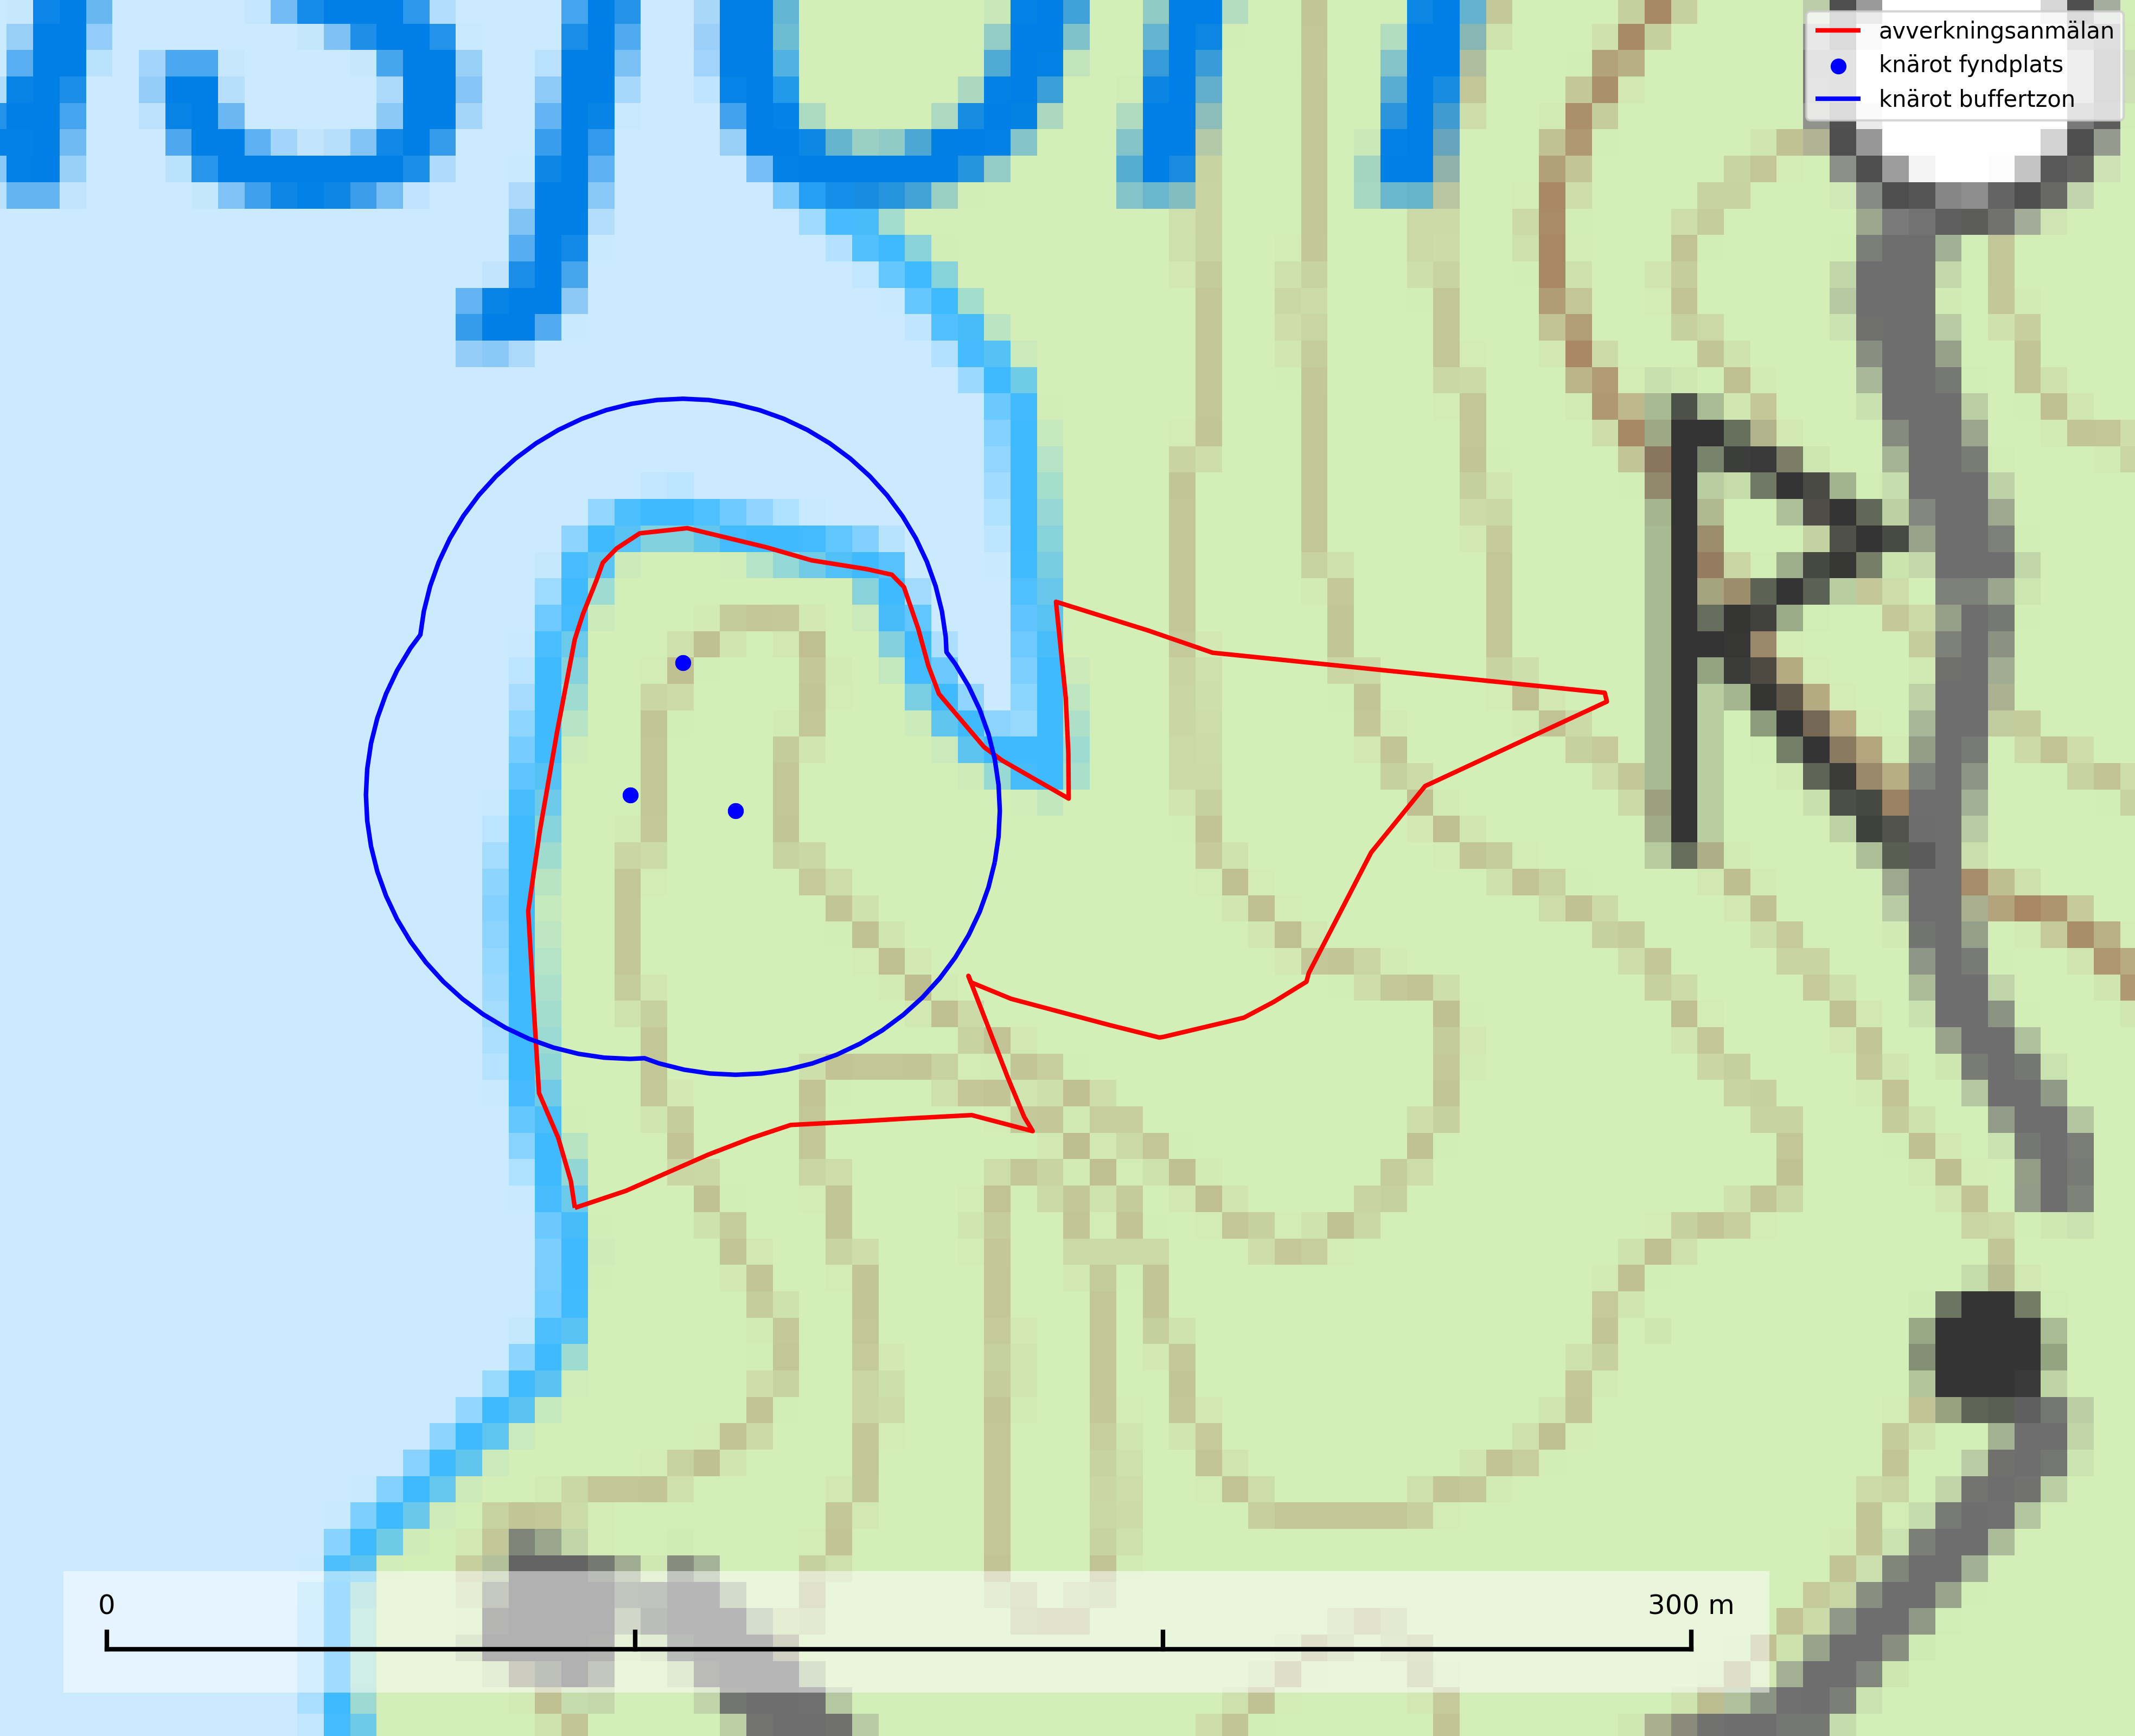 avverkningsanmälan
knärot fyndplats
knärot buffertzon
0 300 m